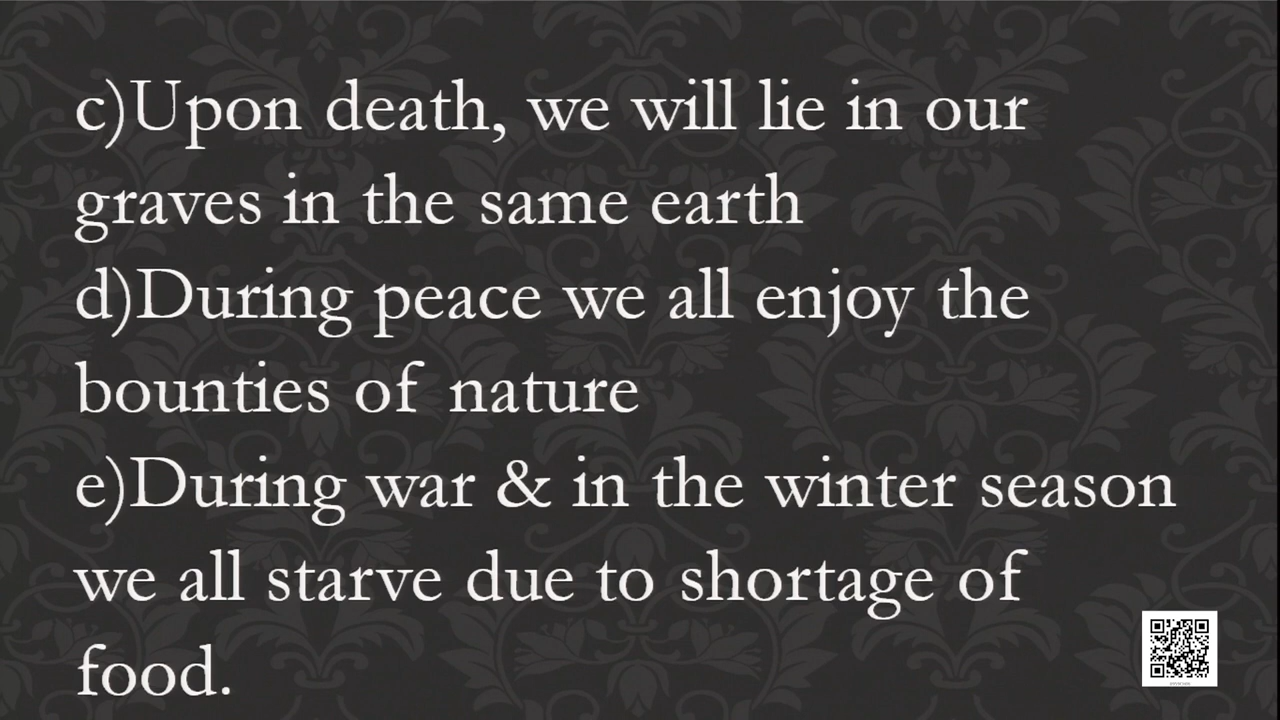 c)Upon death, we will lie in our
graves in the same earth
d)During peace we all enjoy the
bounties of nature
e)During war & in the winter season
we all starve due to shortage of
food.